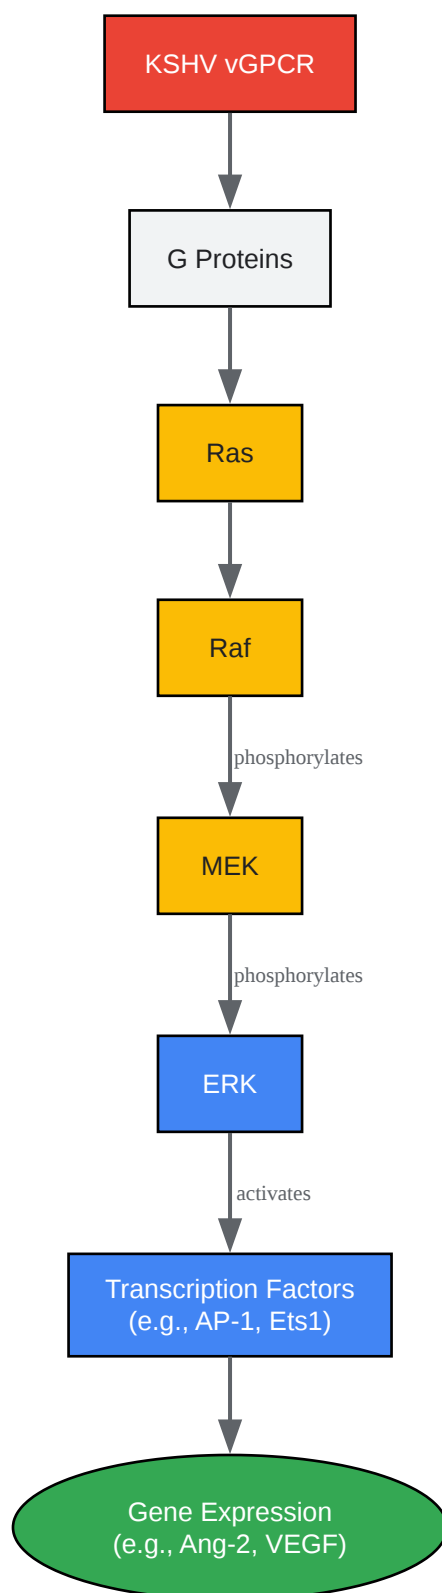 KSHV vGPCR
G Proteins
Ras
Raf
phosphorylates
MEK
phosphorylates
ERK
activates
Transcription Factors
(e.g., AP-1, Ets1)
Gene Expression
(e.g., Ang-2, VEGF)